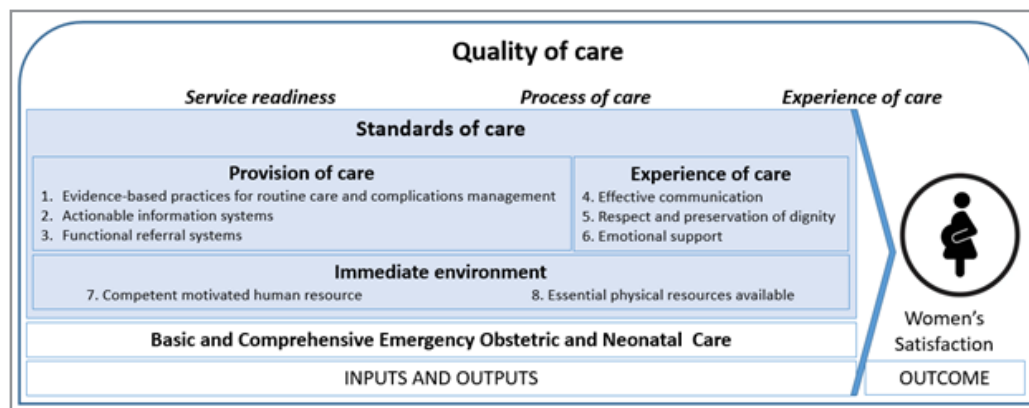 Quality of care
Service readiness
Process of care
Experience of care
Standards of care
Provision of care
1. Evidence-based practices for routine care and complications management
2. Actionable information systems
3. Functional referral systems
Experience of care
4. Effective communication
5. Respect and preservation of dignity
6. Emotional support
Immediate environment
7. Competent motivated human resource
8. Essential physical resources available
Basic and Comprehensive Emergency Obstetric and Neonatal Care
INPUTS AND OUTPUTS
Women's
Satisfaction
OUTCOME